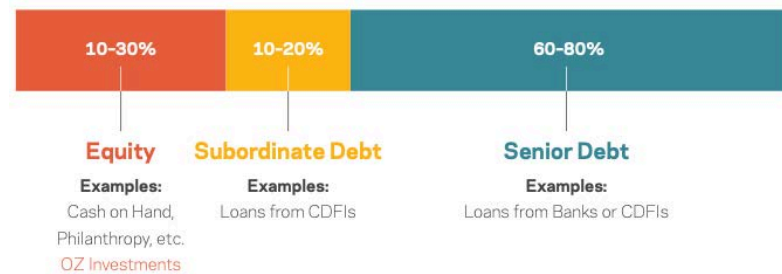 10-30%
10-20%
60-80%
Equity
Subordinate Debt
Senior Debt
Examples:
Cash on Hand,
Philanthropy, etc.
OZ Investments
Examples:
Loans from CDFIs
Examples:
Loans from Banks or CDFIs